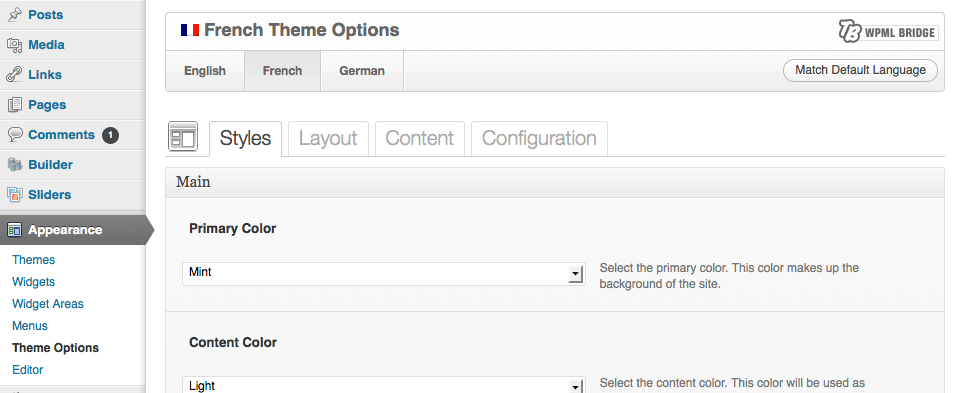 Posts
Media
Links
Pages
Comments 1
Builder
Sliders
Appearance
Themes
Widgets
Widget Areas
Menus
Theme Options
Editor
French Theme Options
TB WPML BRIDGE
English French German
Match Default Language
Styles Layout Content Configuration
Main
Primary Color
Mint
Select the primary color. This color makes up the
background of the site.
Content Color
Light
Select the content color. This color will be used as